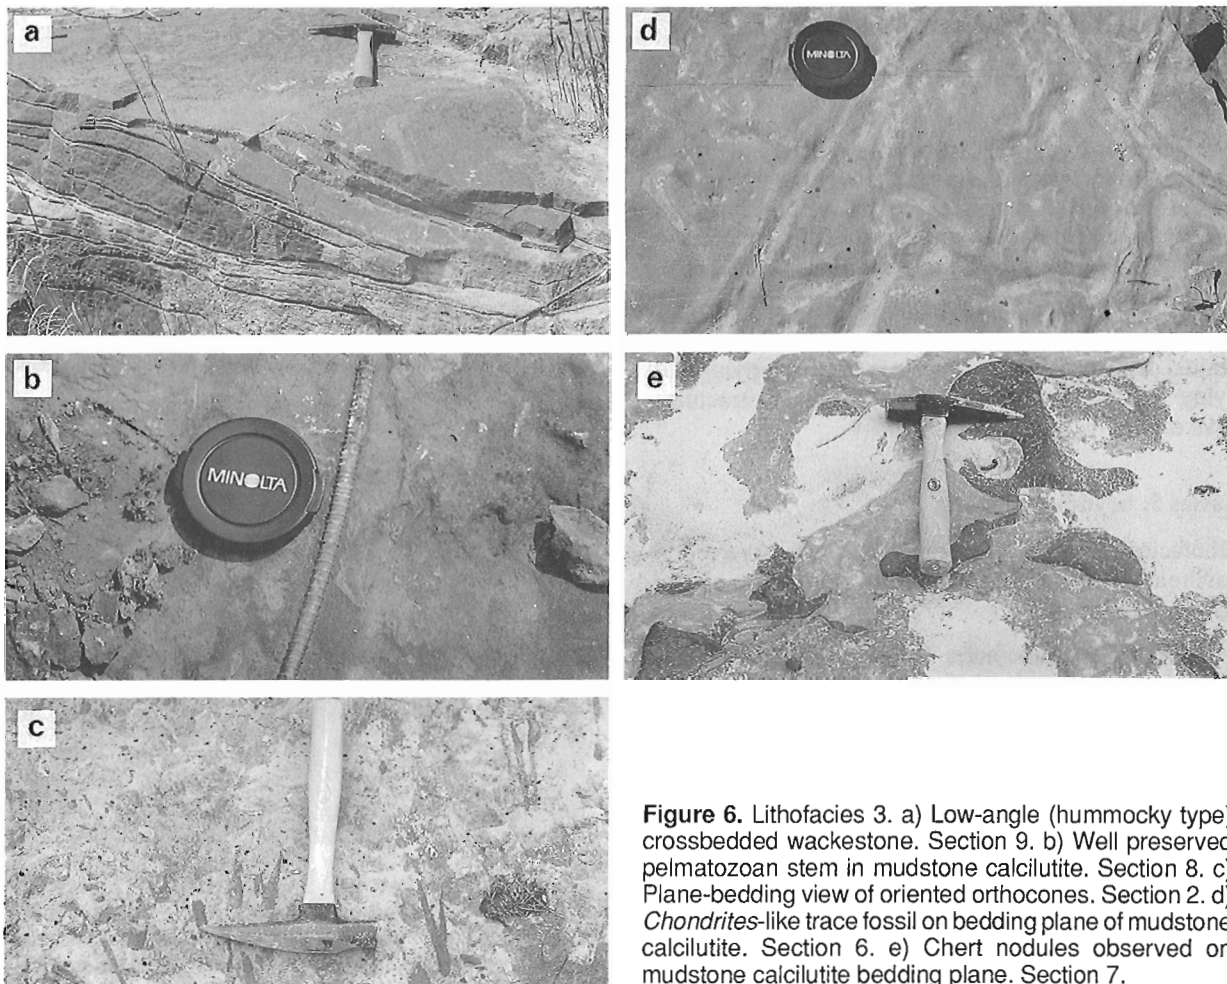 a
b
MINOLTA
c
d
MINOLTA
e
Figure 6. Lithofacies 3. a) Low-angle (hummocky type)
crossbedded wackestone. Section 9. b) Well preserved
pelmatozoan stem in mudstone calcilutite. Section 8. c)
Plane-bedding view of oriented orthocones. Section 2. d)
Chondrites-like trace fossil on bedding plane of mudstone
calcilutite. Section 6. e) Chert nodules observed on
mudstone calcilutite bedding plane. Section 7.